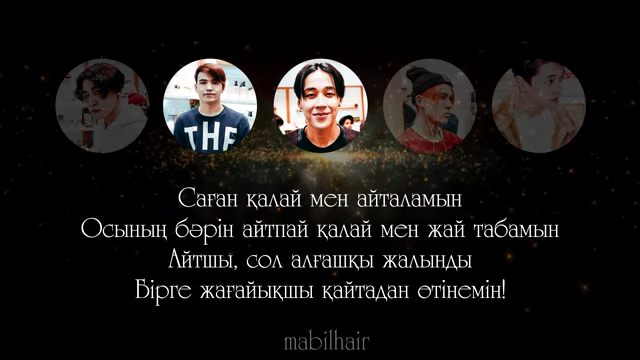 THE
Саған қалай мен айталамын
Осының бәрін айтпай қалай мен жай табамын
Айтшы, сол алғашқы жалынды
Бірге жағайықшы қайтадан өтінемін!
mabilhair